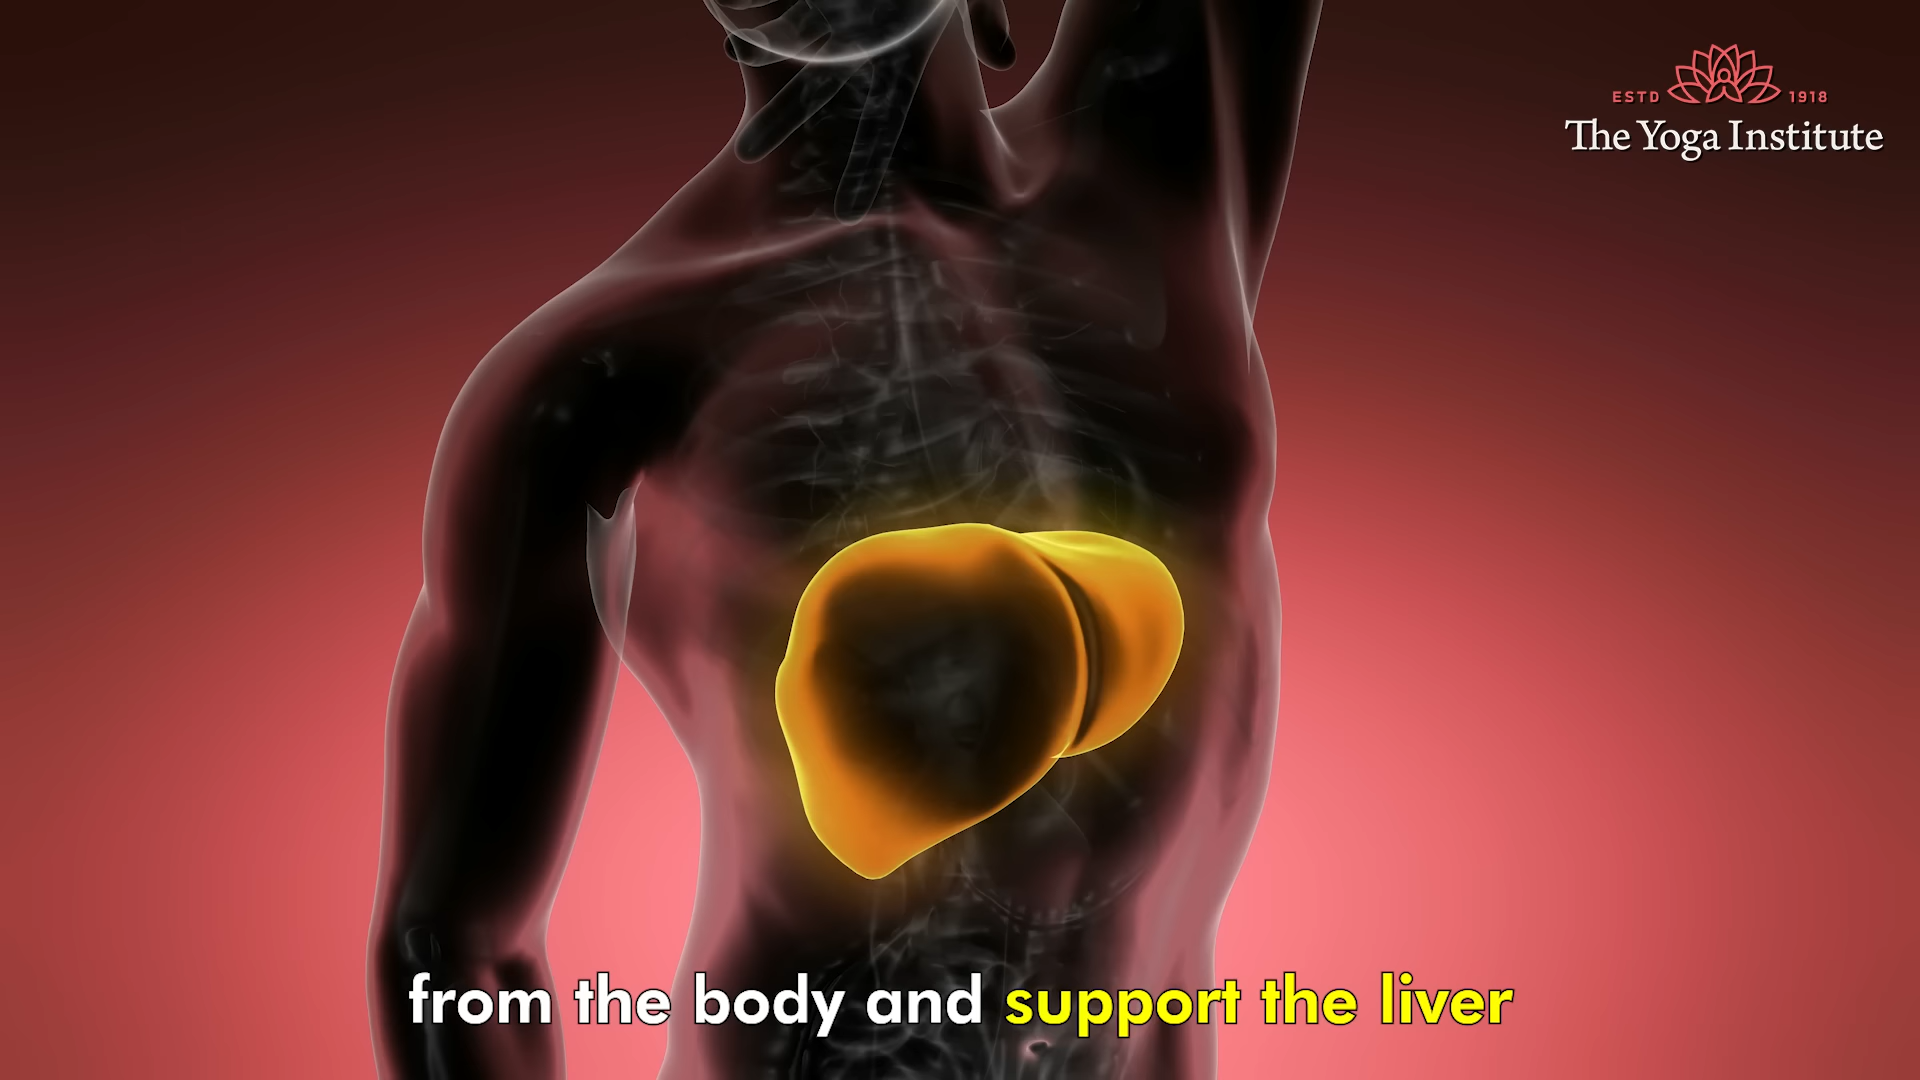 ESTD 1918
The Yoga Institute
from the body and support the liver